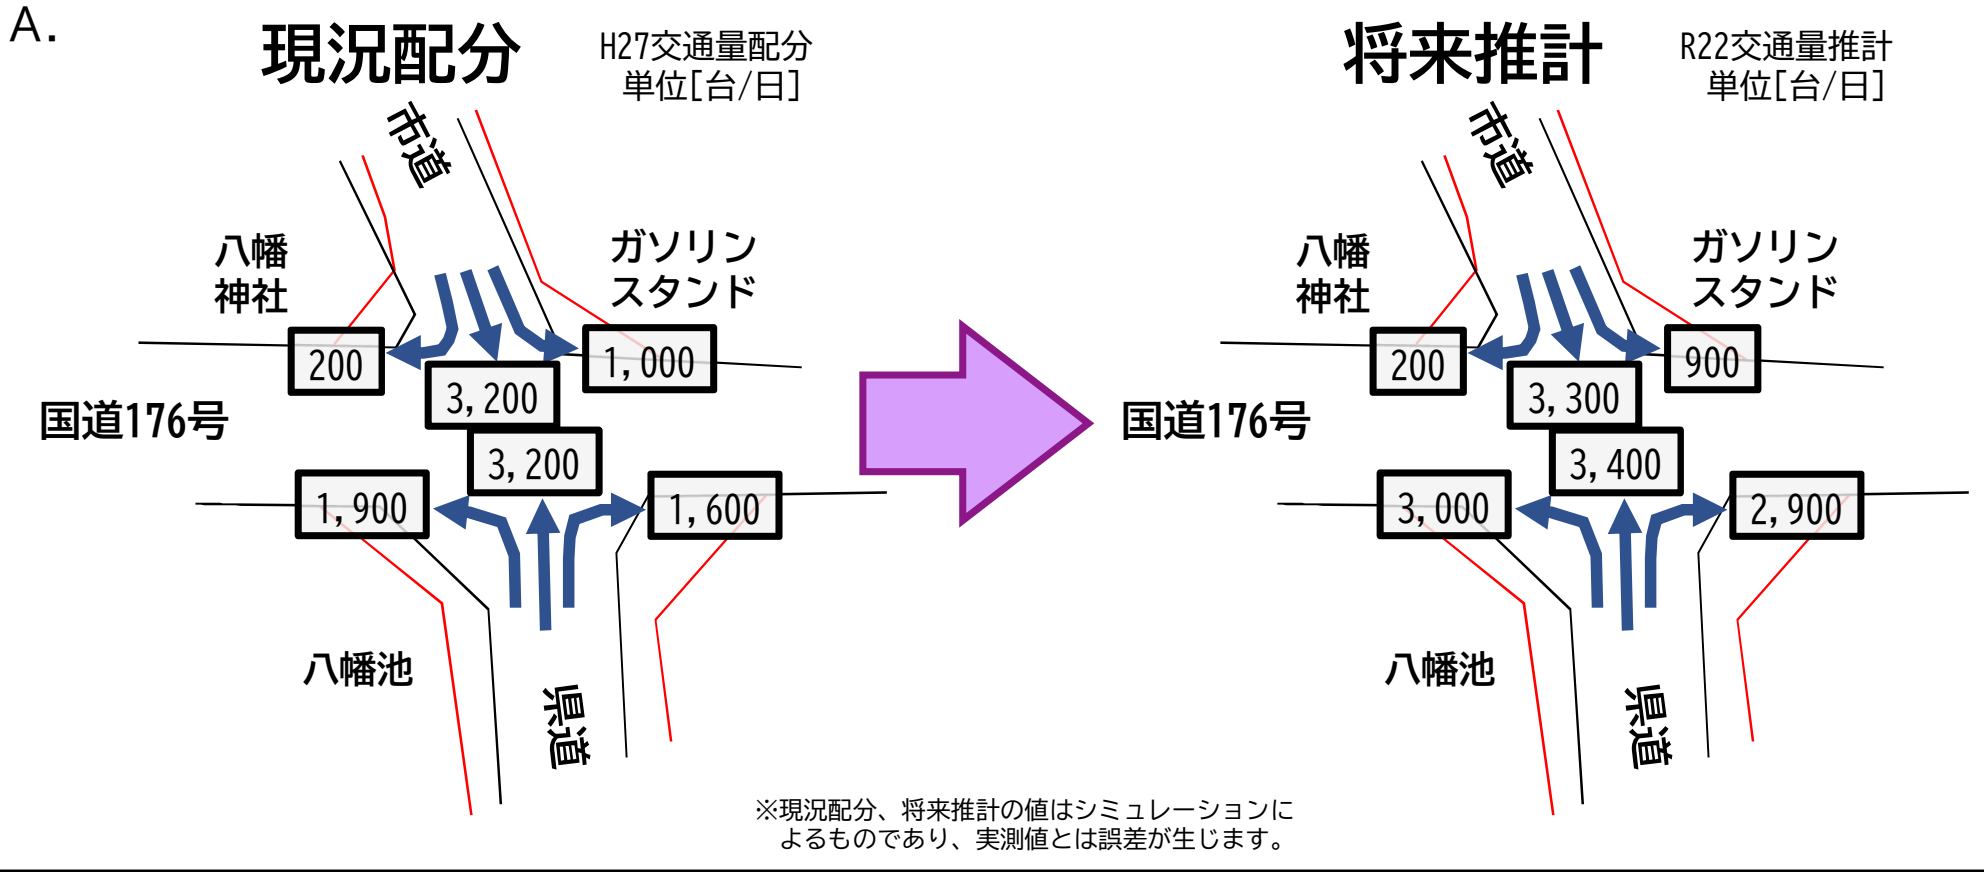 A.
現況配分
H27交通量配分
単位[台/日]
市道
八幡
神社
ガソリン
スタンド
200
1,000
3,200
国道176号
3,200
1,900
1,600
八幡池
県道
将来推計
R22交通量推計
単位[台/日]
市道
八幡
神社
ガソリン
スタンド
200
900
3,300
国道176号
3,400
3,000
2,900
八幡池
県道
※現況配分、将来推計の値はシミュレーションに
よるものであり、実測値とは誤差が生じます。